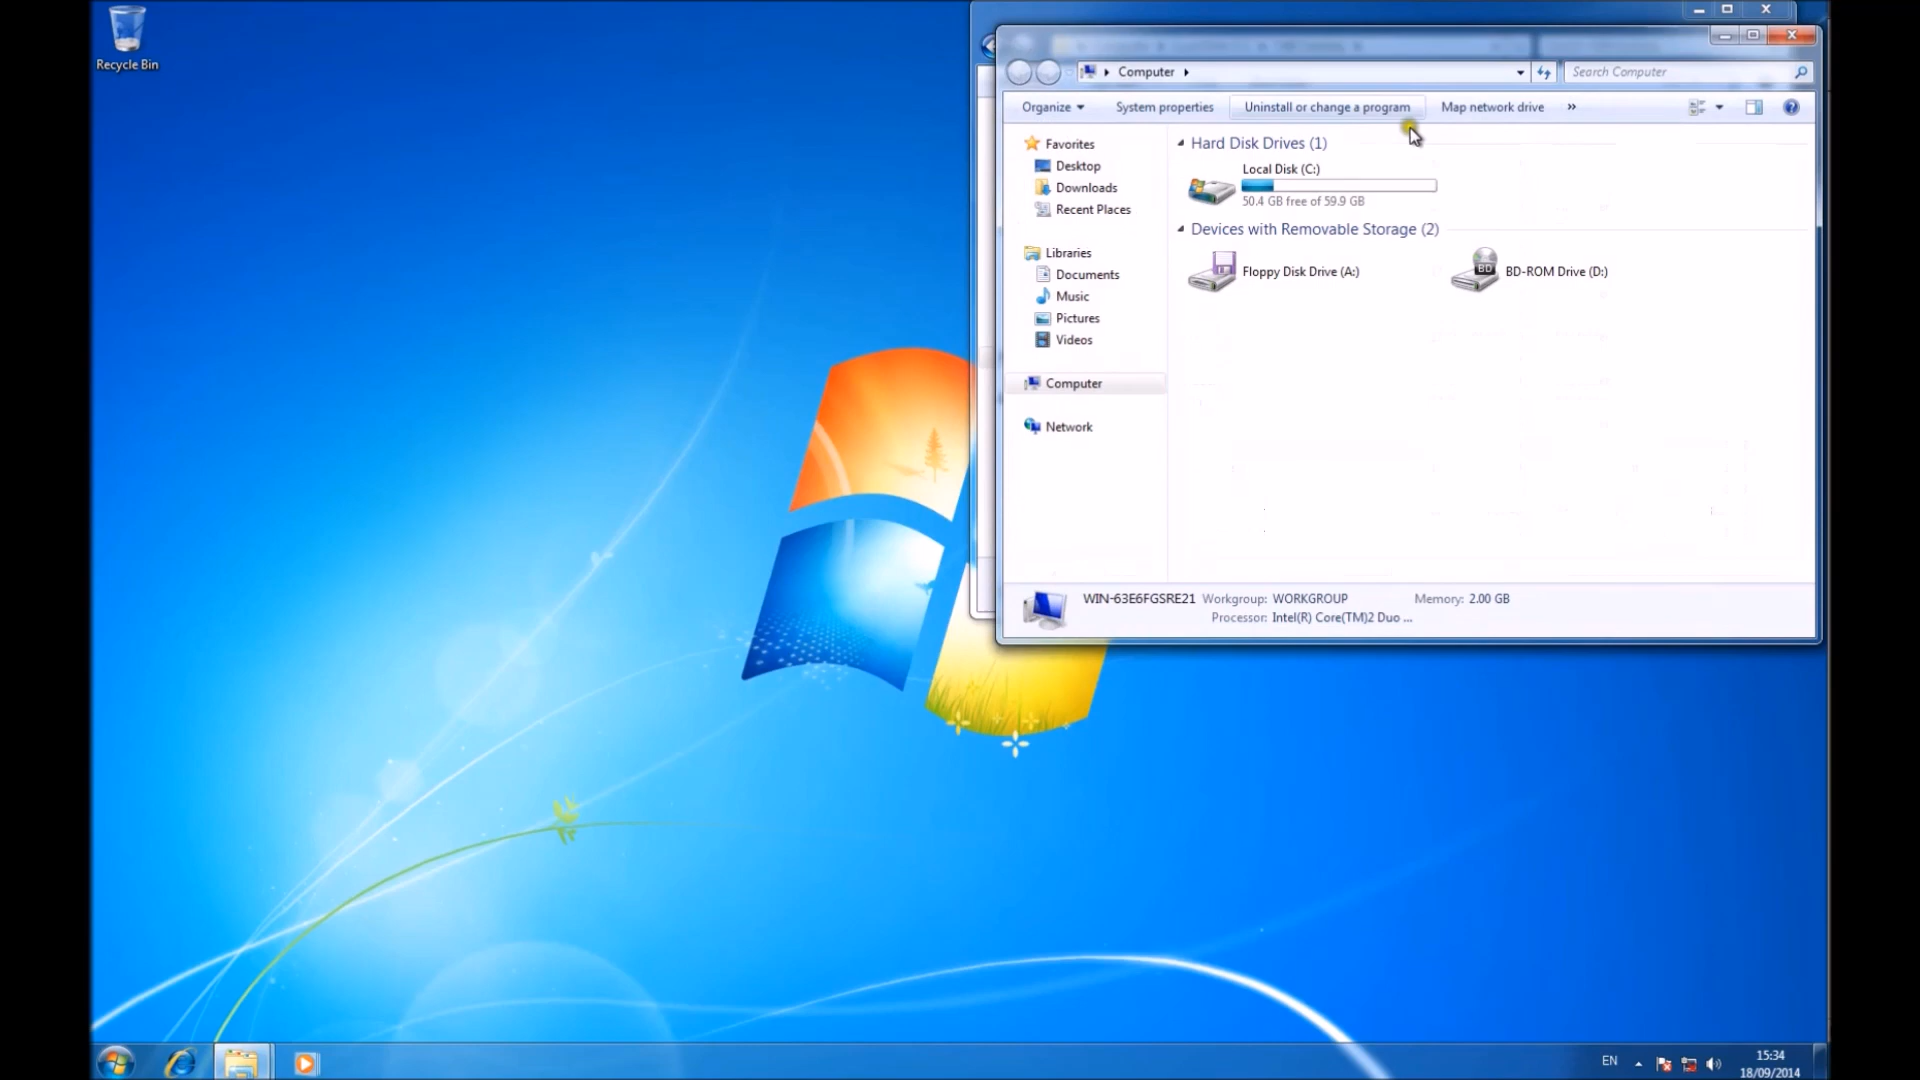 Recycle Bin
Computer
Search Computer
Organize
System properties
Uninstall or change a program
Map network drive
»
Favorites
Desktop
Downloads
Recent Places
Libraries
Documents
Music
Pictures
Videos
Computer
Network
Hard Disk Drives (1)
Local Disk (C:)
50.4 GB free of 59.9 GB
Devices with Removable Storage (2)
Floppy Disk Drive (A:)
BD
BD-ROM Drive (D:)
WIN-63E6FGSRE21 Workgroup: WORKGROUP Memory: 2.00 GB
Processor: Intel(R) Core(TM)2 Duo ...
EN
15:34
18/09/2014